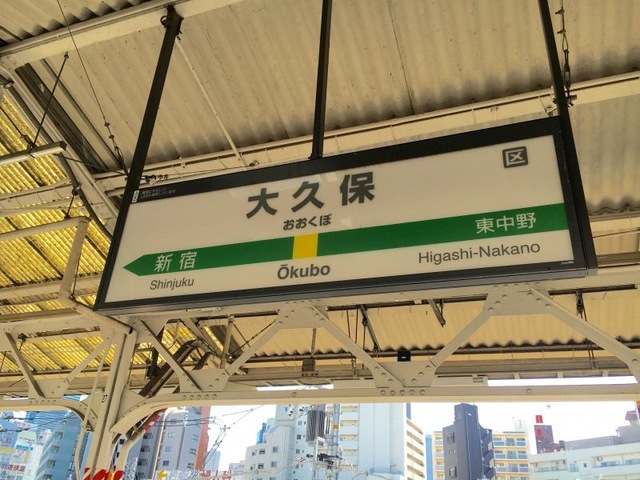 大久保
区
おおくぼ
新宿
東中野
Shinjuku
Ōkubo
Higashi-Nakano